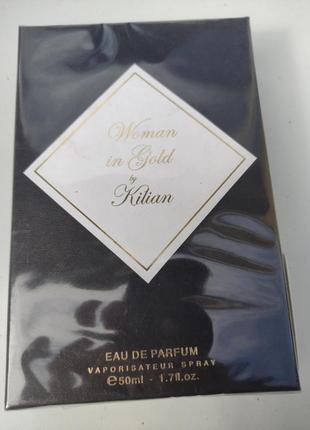 Woman
in Gold
by
Kilian
EAU DE PARFUM
VAPORISATEUR SPRAY
℮50ml - 1.7fl.oz.